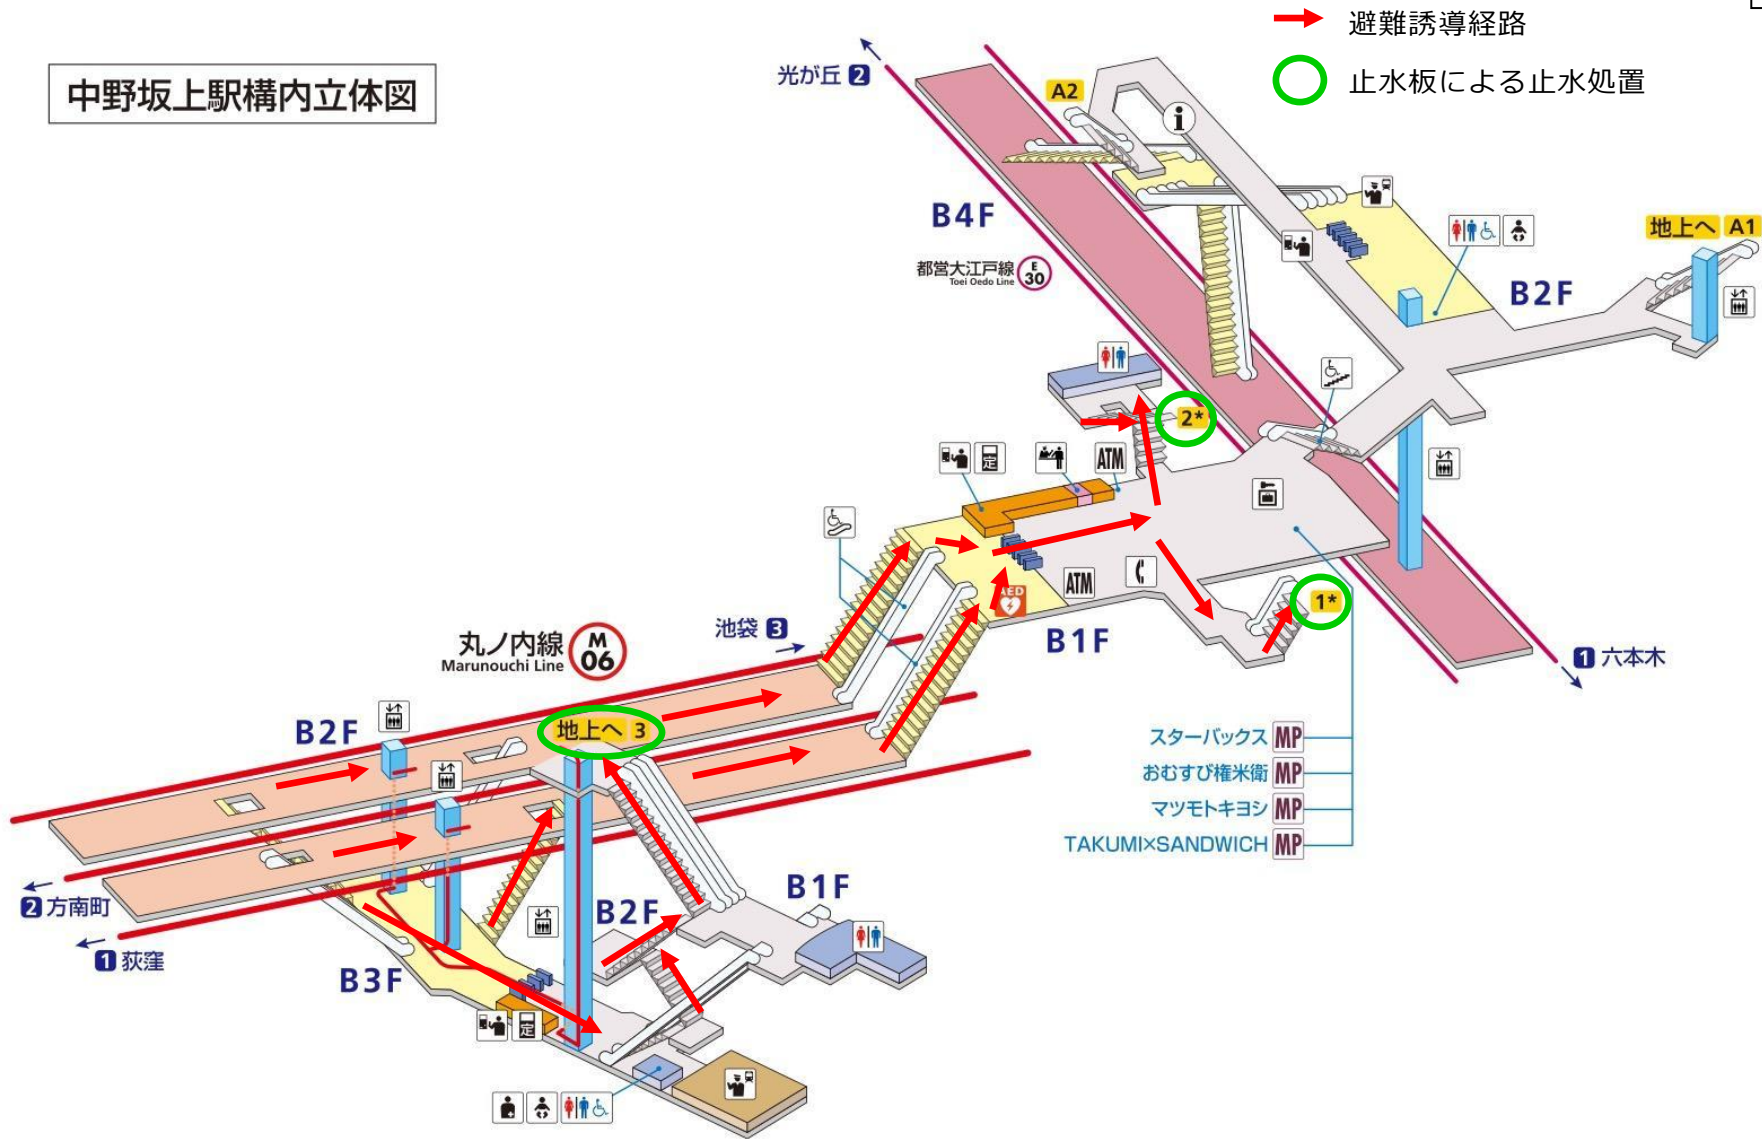 避難誘導経路
止水板による止水処置
中野坂上駅構内立体図
光が丘 2
A2
i
B4F
都営大江戸線
Toei Oedo Line
E
30
地上へ A1
B2F
2*
定
ATM
ATM
AED
1*
B1F
池袋 3
丸ノ内線
Marunouchi Line
M
06
1 六本木
B2F
地上へ 3
スターバックス MP
おむすび権米衛 MP
マツモトキヨシ MP
TAKUMI×SANDWICH MP
2 方南町
1 荻窪
B3F
B2F
B1F
定